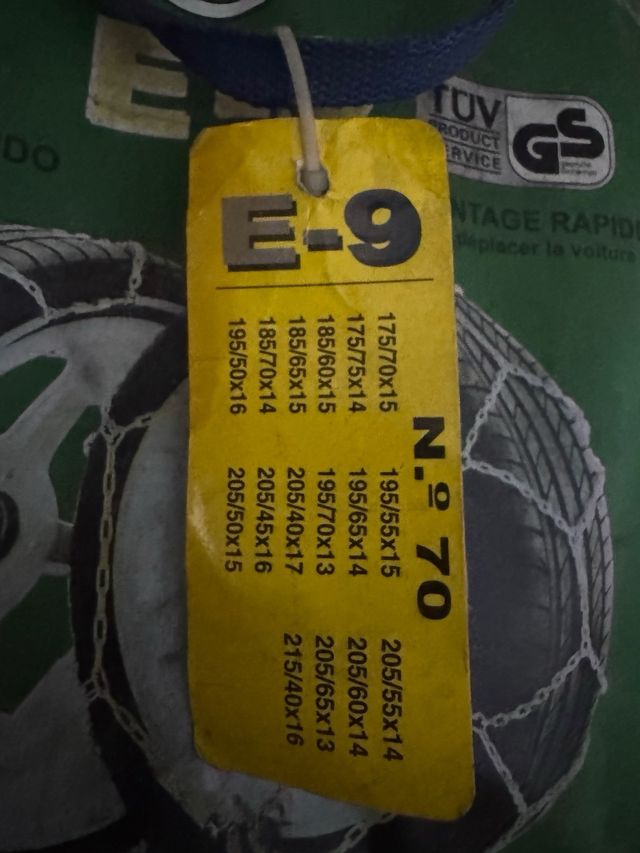 DO
TÜV
PRODUCT
SERVICE
GS
NTAGE RAPIDE
déplacer la voiture
E-9
N.º 70
175/70x15
175/75x14
185/60x15
185/65x15
185/70x14
195/50x16
195/55x15
195/65x14
195/70x13
205/40x17
205/45x16
205/50x15
205/55x14
205/60x14
205/65x13
215/40x16